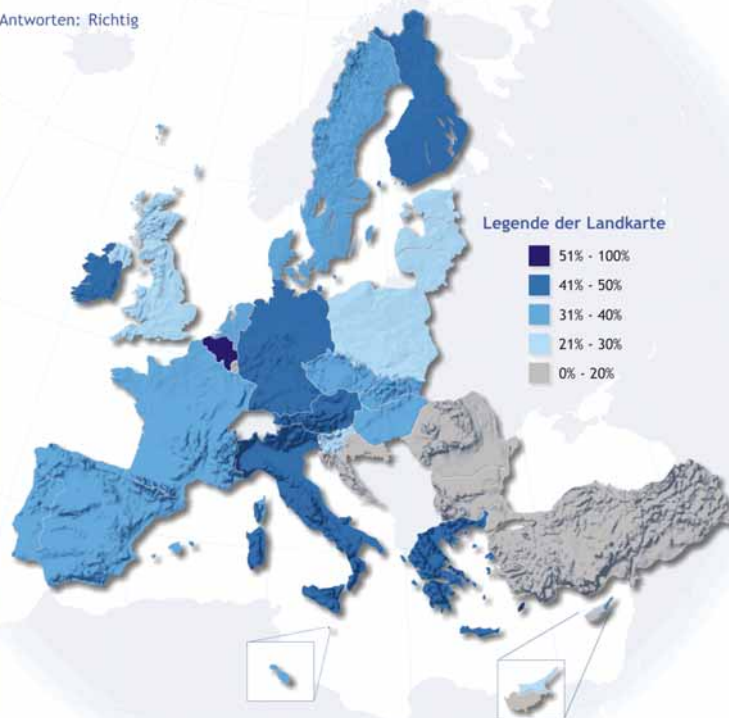 Antworten: Richtig
Legende der Landkarte
51% - 100%
41% - 50%
31% - 40%
21% - 30%
0% - 20%